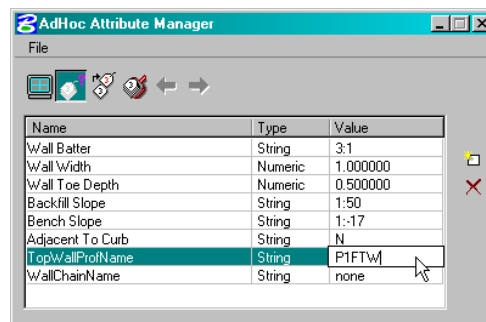 AdHoc Attribute Manager
File
Name Type Value
Wall Batter String 3:1
Wall Width Numeric 1.000000
Wall Toe Depth Numeric 0.500000
Backfill Slope String 1:50
Bench Slope String 1:-17
Adjacent To Curb String N
TopWallProfName String P1FTW
WallChainName String none